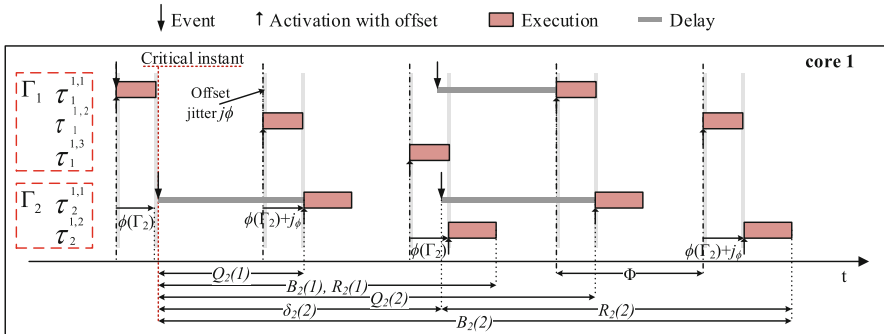 Event Activation with offset Execution Delay
Critical instant core 1
Γ₁ τ₁^{1,1}
Offset
jitter jϕ
τ₁^{1,2}
τ₁^{1,3}
Γ₂ τ₂^{1,1}
ϕ(Γ₂) ϕ(Γ₂)+j_ϕ
τ₂^{1,2}
ϕ(Γ₂) ϕ(Γ₂)+j_ϕ
Q₂(1) Φ t
B₂(1), R₂(1)
Q₂(2)
δ₂(2) R₂(2)
B₂(2)